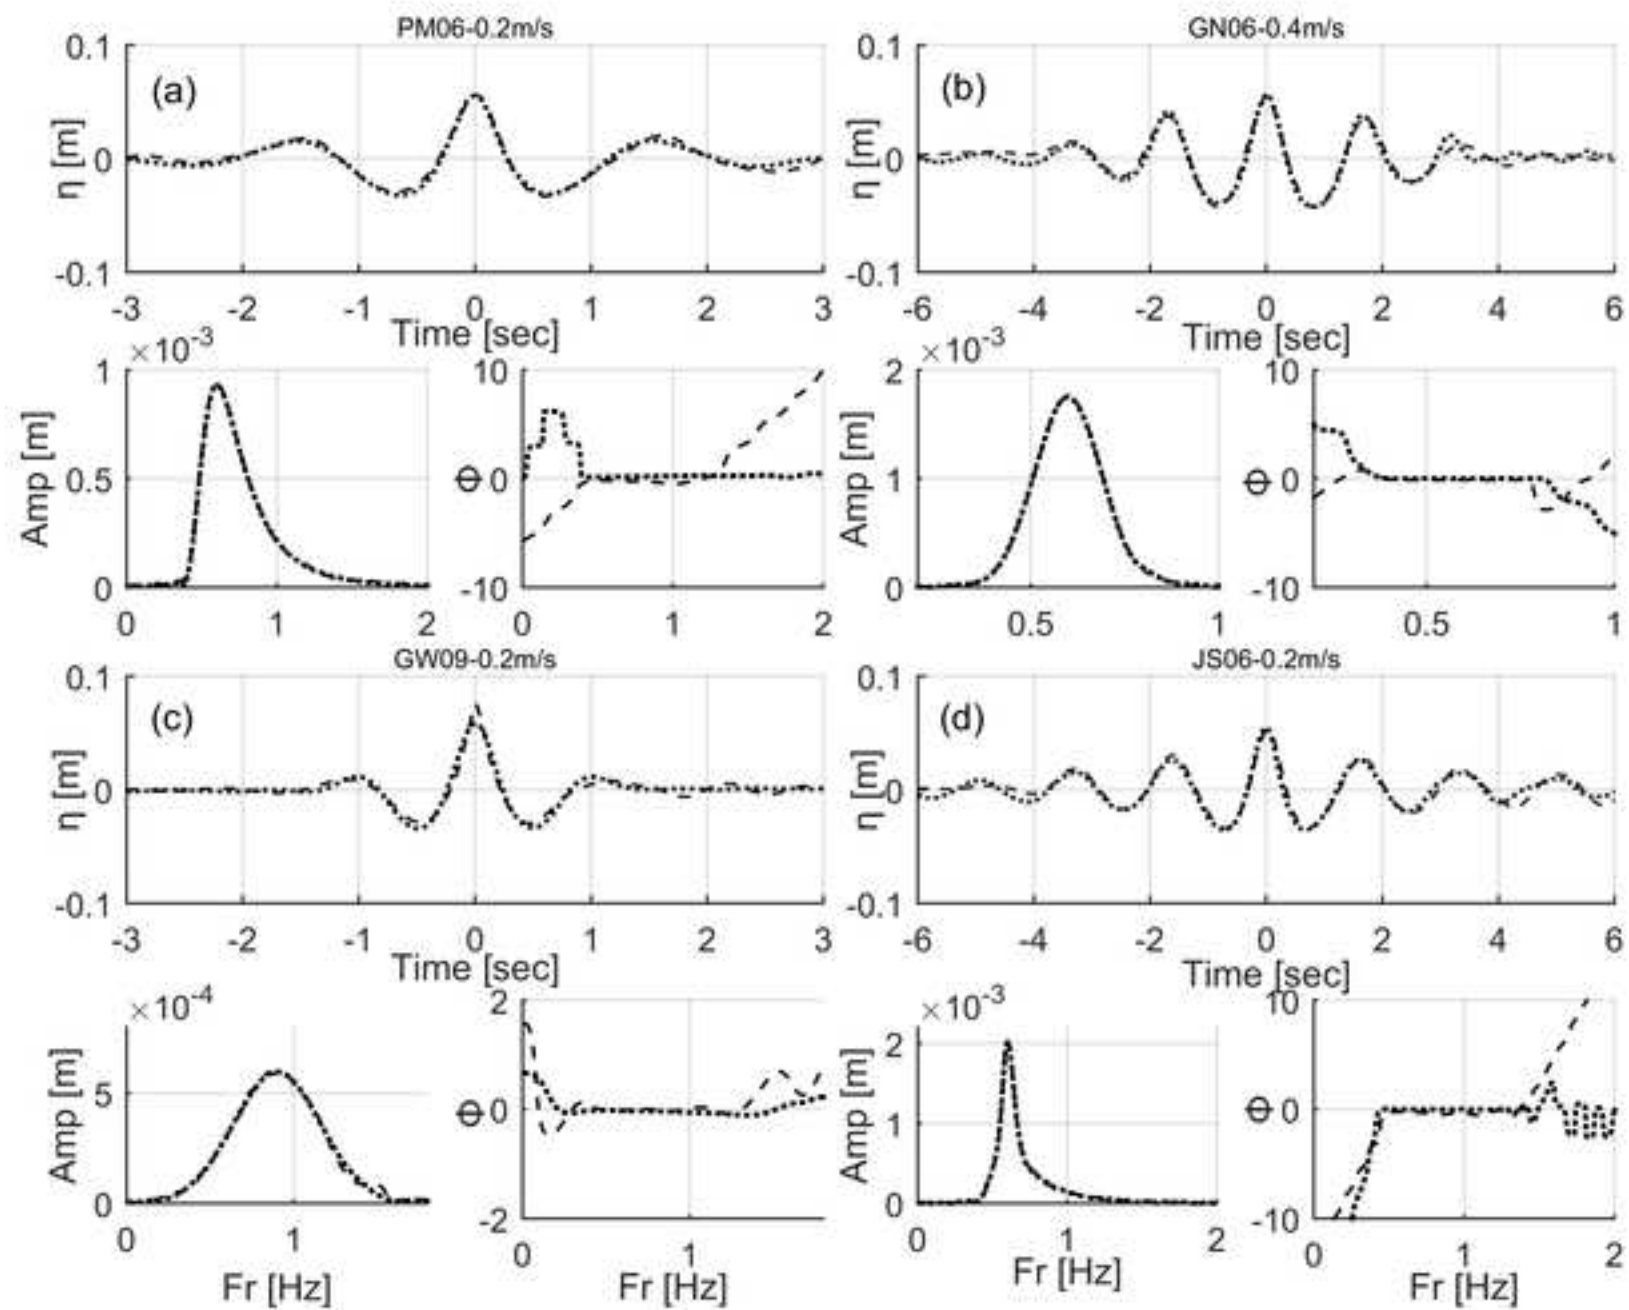 PM06-0.2m/s
GN06-0.4m/s
(a)
(b)
η [m]
0.1
0
-0.1
-3 -2 -1 0 1 2 3
Time [sec]
η [m]
0.1
0
-0.1
-6 -4 -2 0 2 4 6
Time [sec]
×10-3
Amp [m]
1
0.5
0
0 1 2
Φ
10
0
-10
0 1 2
×10-3
Amp [m]
2
1
0
0.5 1
Φ
10
0
-10
0.5 1
GW09-0.2m/s
JS06-0.2m/s
(c)
(d)
η [m]
0.1
0
-0.1
-3 -2 -1 0 1 2 3
Time [sec]
η [m]
0.1
0
-0.1
-6 -4 -2 0 2 4 6
Time [sec]
×10-4
Amp [m]
5
0
0 1
Fr [Hz]
Φ
2
0
-2
0 1
Fr [Hz]
×10-3
Amp [m]
2
1
0
0 1 2
Fr [Hz]
Φ
10
0
-10
0 1 2
Fr [Hz]